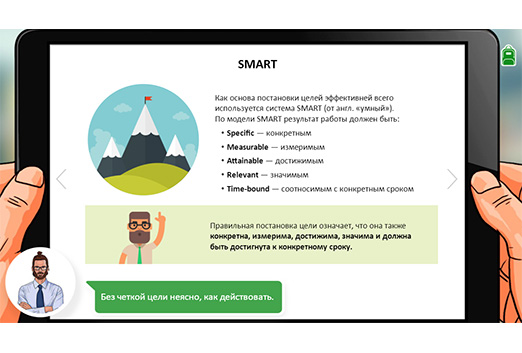 SMART
Как основа постановки целей эффективней всего
используется система SMART (от англ. «умный»).
По модели SMART результат работы должен быть:
• Specific — конкретным
• Measurable — измеримым
• Attainable — достижимым
• Relevant — значимым
• Time-bound — соотносимым с конкретным сроком
Правильная постановка цели означает, что она также
конкретна, измерима, достижима, значима и должна
быть достигнута к конкретному сроку.
Без четкой цели неясно, как действовать.